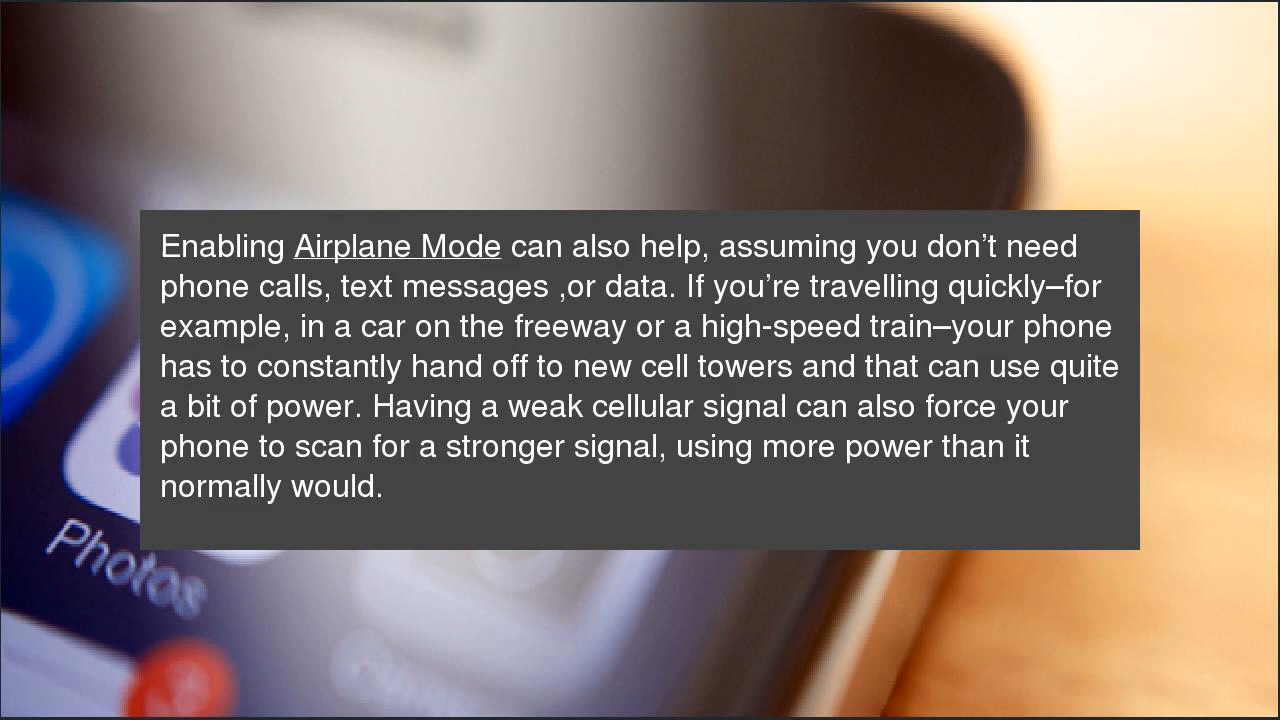 Enabling Airplane Mode can also help, assuming you don’t need
phone calls, text messages ,or data. If you’re travelling quickly–for
example, in a car on the freeway or a high-speed train–your phone
has to constantly hand off to new cell towers and that can use quite
a bit of power. Having a weak cellular signal can also force your
phone to scan for a stronger signal, using more power than it
normally would.
Photos